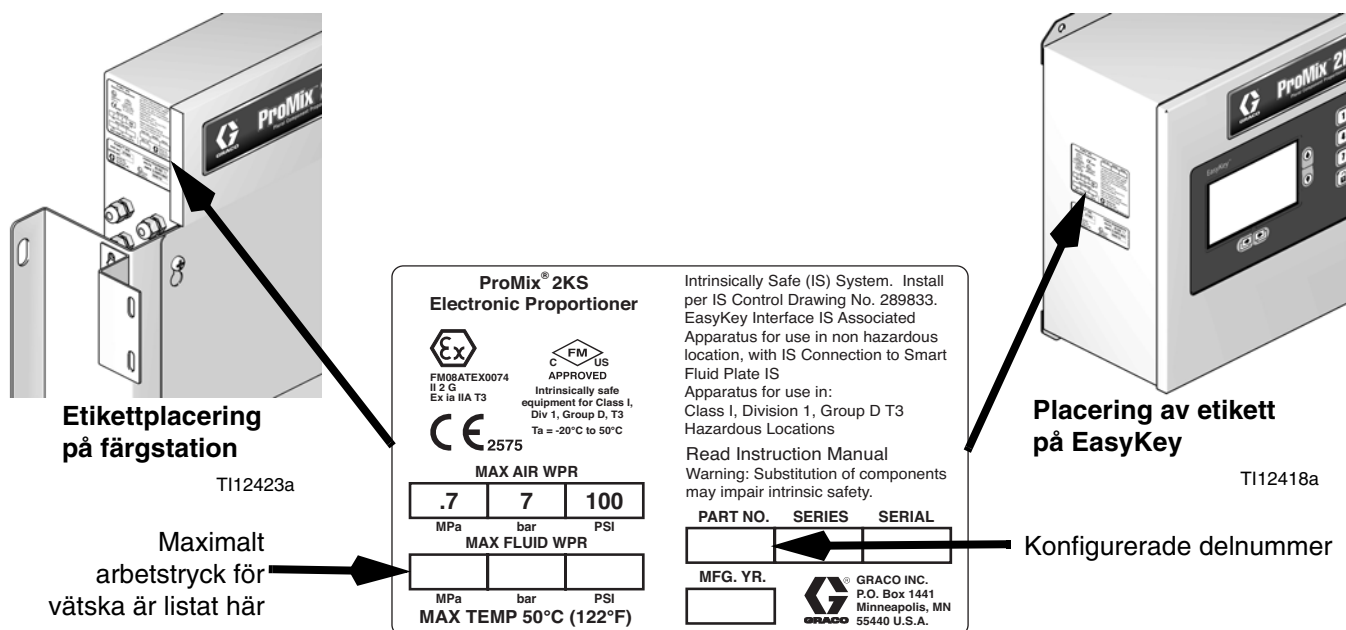 ProMix
GRACO
Etikettplacering
på färgstation
TI12423a
ProMix 2K
GRACO
EasyKey
Placering av etikett
på EasyKey
TI12418a
ProMix® 2KS
Electronic Proportioner
Ex
FM08ATEX0074
II 2 G
Ex ia IIA T3
CE 2575
C FM US
APPROVED
Intrinsically safe
equipment for Class I,
Div 1, Group D, T3
Ta = -20°C to 50°C
MAX AIR WPR
.7 7 100
MPa bar PSI
MAX FLUID WPR
MPa bar PSI
MAX TEMP 50°C (122°F)
Intrinsically Safe (IS) System. Install
per IS Control Drawing No. 289833.
EasyKey Interface IS Associated
Apparatus for use in non hazardous
location, with IS Connection to Smart
Fluid Plate IS
Apparatus for use in:
Class I, Division 1, Group D T3
Hazardous Locations
Read Instruction Manual
Warning: Substitution of components
may impair intrinsic safety.
PART NO. SERIES SERIAL
MFG. YR.
GRACO
®
GRACO INC.
P.O. Box 1441
Minneapolis, MN
55440 U.S.A.
Maximalt
arbetstryck för
vätska är listat här
Konfigurerade delnummer